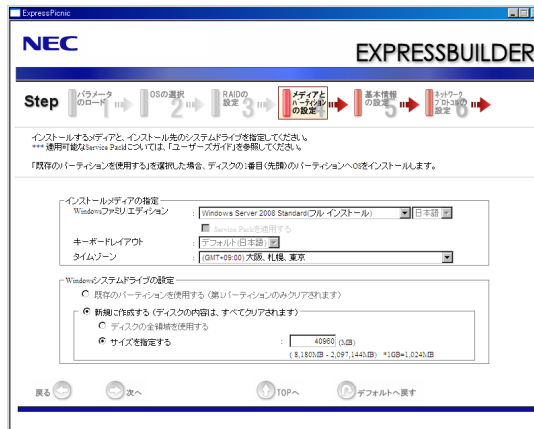 ExpressPicnic
NEC
EXPRESSBUILDER
Step
パラメータのロード 1
OSの選択 2
RAIDの設定 3
メディアとパーティションの設定 4
基本情報の設定 5
ネットワークプロトコルの設定 6
インストールするメディアと、インストール先のシステムドライブを指定してください。
*** 適用可能なService Packについては、「ユーザーズガイド」を参照してください。
「既存のパーティションを使用する」を選択した場合、ディスクの1番目(先頭)のパーティションへOSをインストールします。
インストールメディアの指定
Windowsファミリ/エディション : Windows Server 2008 Standard(フル インストール) 日本語
Service Packを適用する
キーボードレイアウト : デフォルト(日本語)
タイムゾーン : (GMT+09:00) 大阪、札幌、東京
Windowsシステムドライブの設定
既存のパーティションを使用する (第1パーティションのみクリアされます)
新規に作成する (ディスクの内容は、すべてクリアされます)
ディスクの全領域を使用する
サイズを指定する : 40960 (MB)
( 8,180MB - 2,097,144MB) *1GB=1,024MB
戻る 次へ TOPへ デフォルトへ戻す